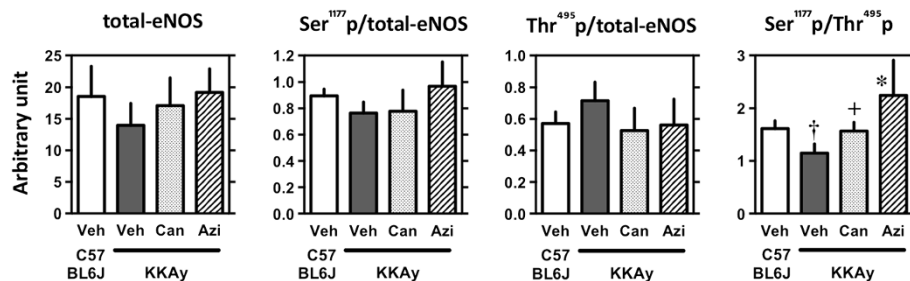 total-eNOS
Ser¹¹⁷⁷p/total-eNOS
Thr⁴⁹⁵p/total-eNOS
Ser¹¹⁷⁷p/Thr⁴⁹⁵p
Arbitrary unit
25
20
15
10
5
0
Veh Can Azi
Veh
C57
BL6J
KKAy
1.2
1.0
0.8
0.6
0.4
0.2
0.0
Veh Veh Can Azi
C57
BL6J
KKAy
1.0
0.8
0.6
0.4
0.2
0.0
Veh Veh Can Azi
C57
BL6J
KKAy
3
2
1
0
†
+
*
Veh Veh Can Azi
C57
BL6J
KKAy